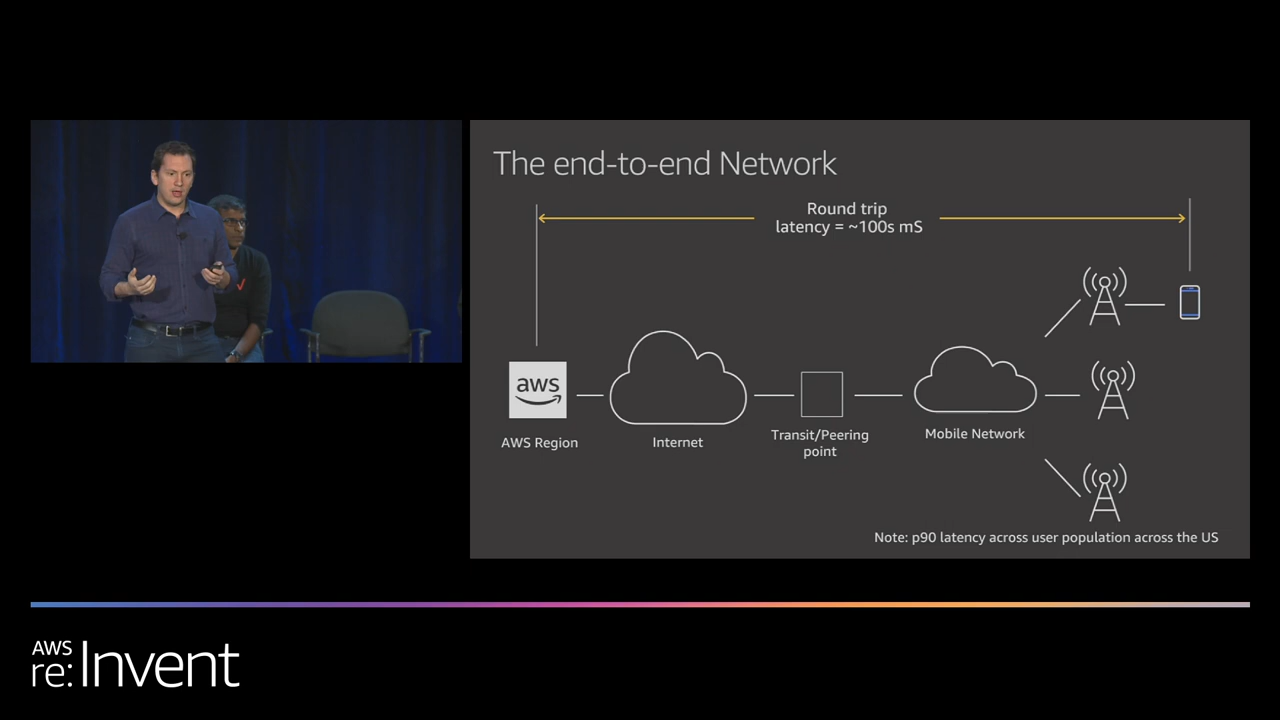 The end-to-end Network
Round trip
latency = ~100s mS
aws
AWS Region
Internet
Transit/Peering
point
Mobile Network
Note: p90 latency across user population across the US
AWS
re:Invent